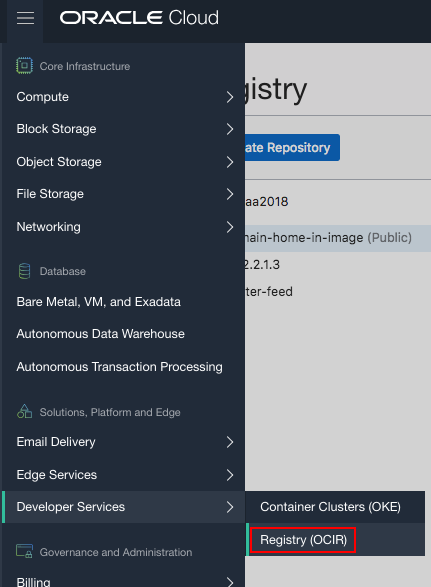 ORACLE Cloud
Core Infrastructure
Compute
Block Storage
Object Storage
File Storage
Networking
Database
Bare Metal, VM, and Exadata
Autonomous Data Warehouse
Autonomous Transaction Processing
Solutions, Platform and Edge
Email Delivery
Edge Services
Developer Services
Governance and Administration
Billing
gistry
ate Repository
aa2018
main-home-in-image (Public)
2.2.1.3
ter-feed
Container Clusters (OKE)
Registry (OCIR)